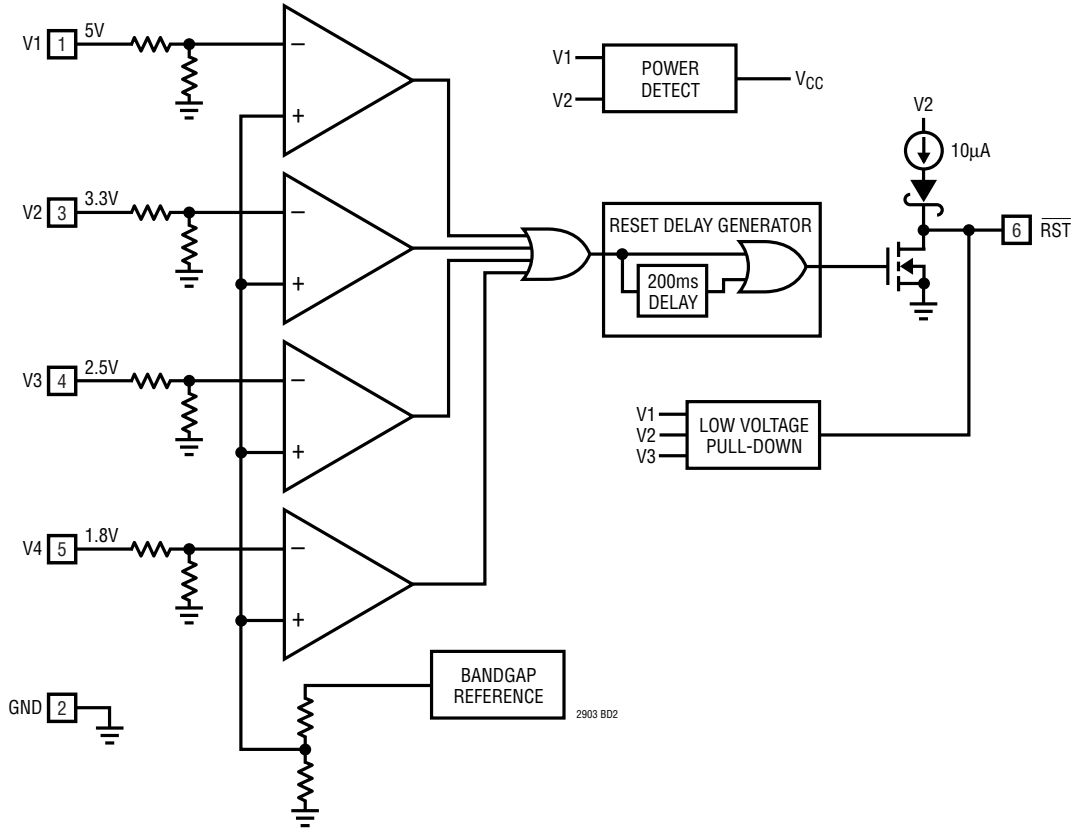 V1 1 5V
−
+
V2 3 3.3V
−
+
V3 4 2.5V
−
+
V4 5 1.8V
−
+
GND 2
BANDGAP
REFERENCE
2903 BD2
V1
V2
POWER
DETECT
VCC
RESET DELAY GENERATOR
200ms
DELAY
V2
10µA
6 RST
V1
V2
V3
LOW VOLTAGE
PULL-DOWN